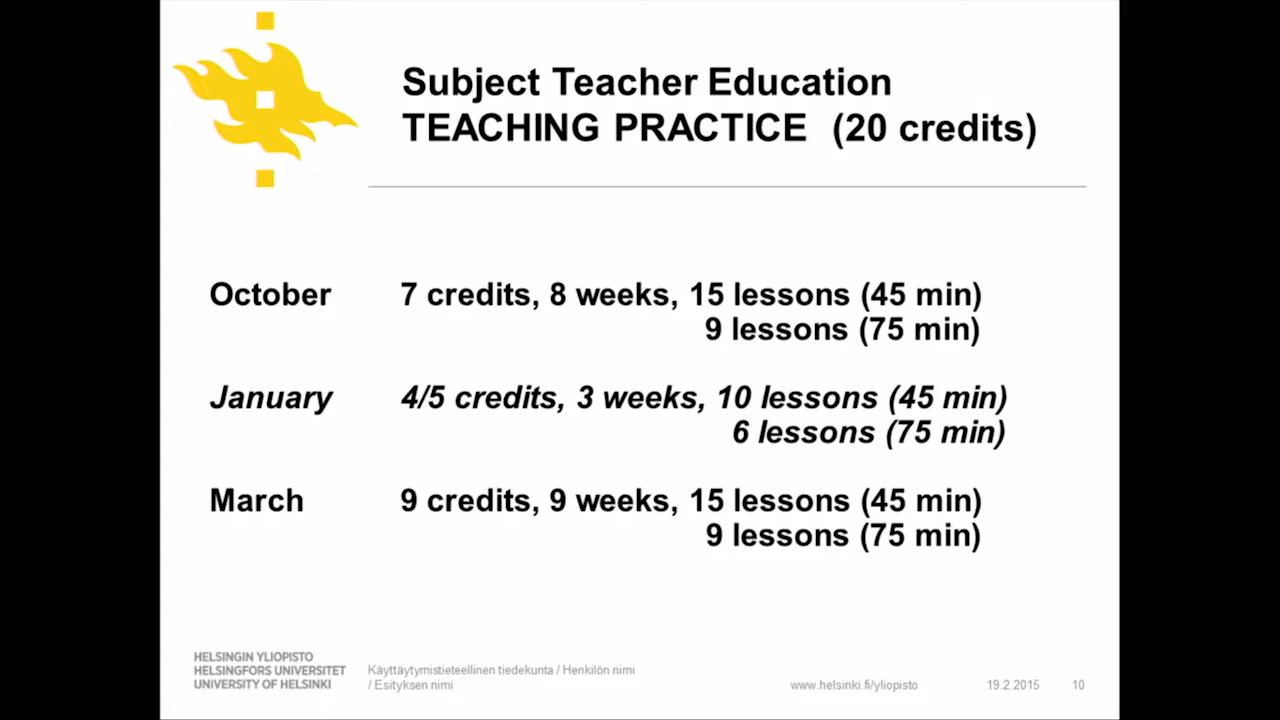 Subject Teacher Education
TEACHING PRACTICE (20 credits)
October 7 credits, 8 weeks, 15 lessons (45 min)
9 lessons (75 min)
January 4/5 credits, 3 weeks, 10 lessons (45 min)
6 lessons (75 min)
March 9 credits, 9 weeks, 15 lessons (45 min)
9 lessons (75 min)
HELSINGIN YLIOPISTO
HELSINGFORS UNIVERSITET
UNIVERSITY OF HELSINKI
Käyttäytymistieteellinen tiedekunta / Henkilön nimi
/ Esityksen nimi
www.helsinki.fi/yliopisto 19.2.2015 10